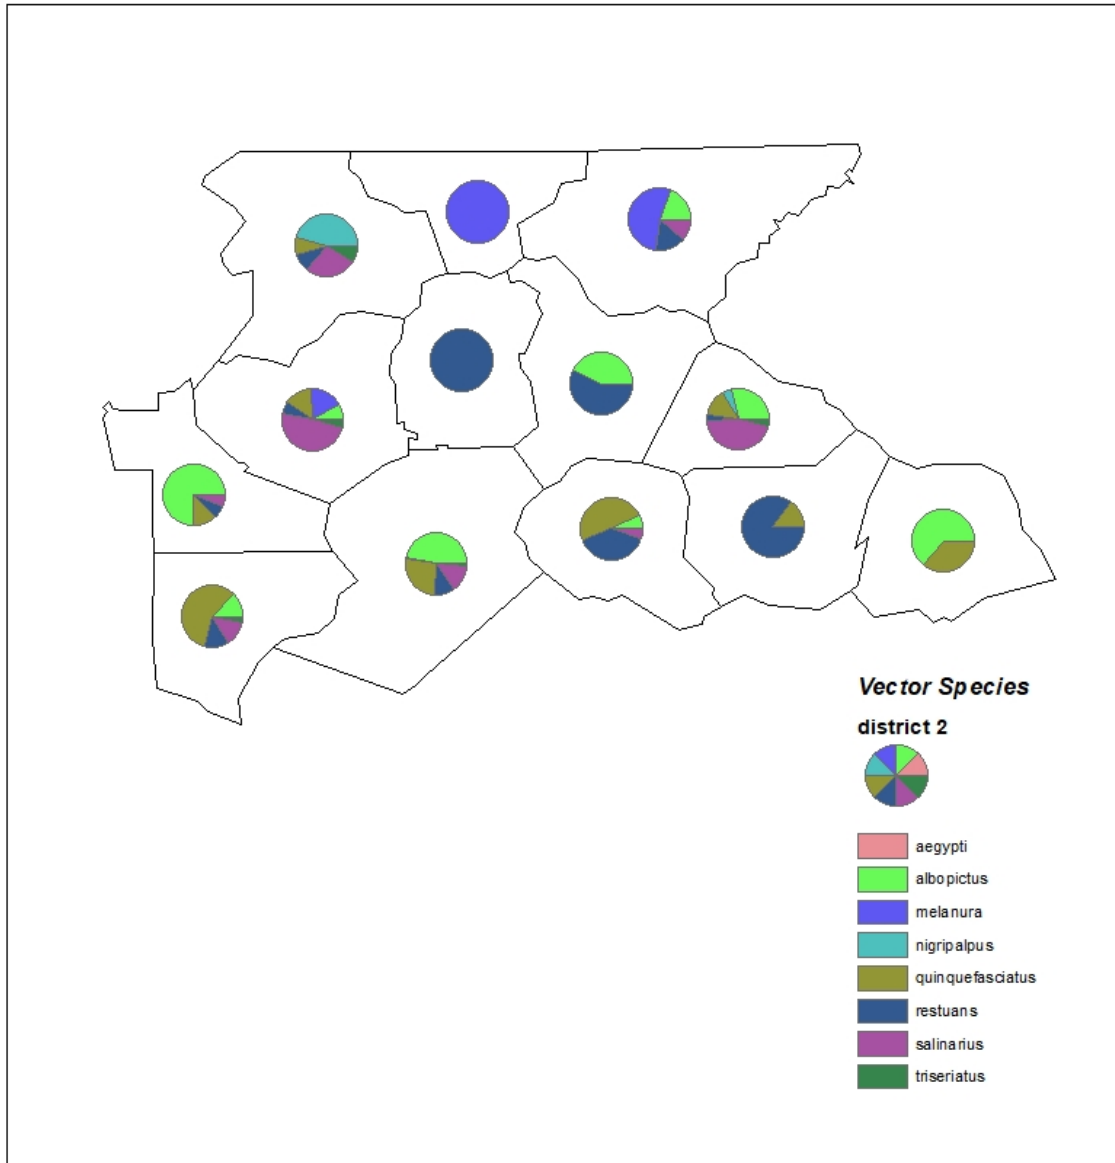 Vector Species
district 2
aegypti
albopictus
melanura
nigripalpus
quinquefasciatus
restuans
salinarius
triseriatus